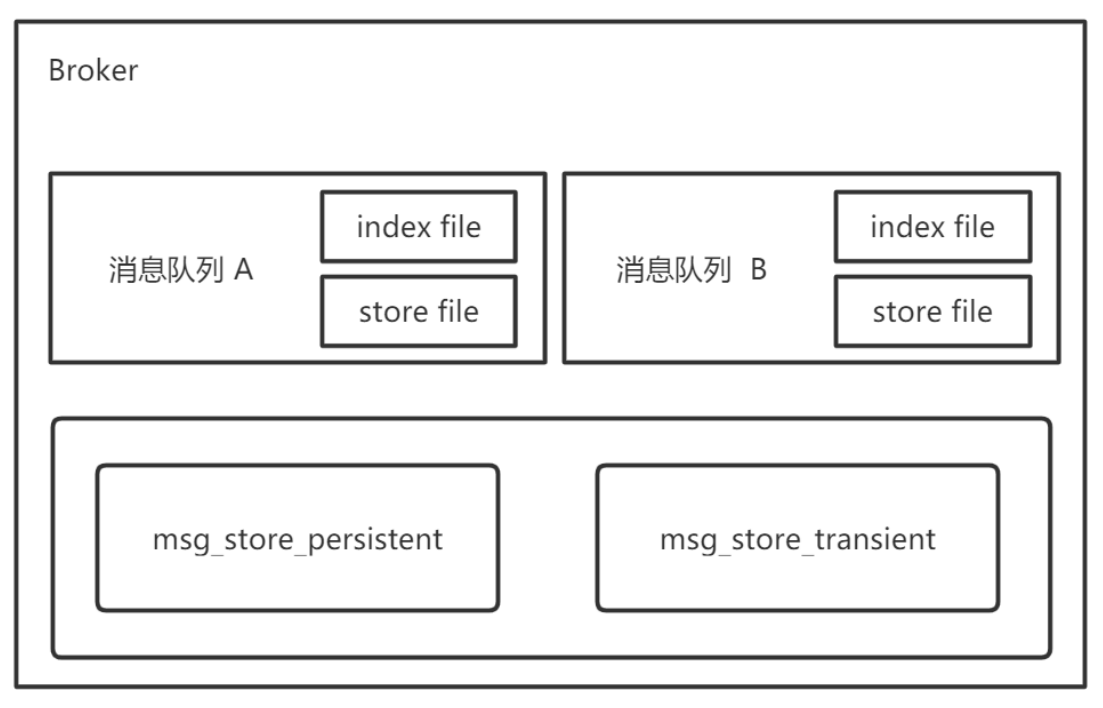 Broker
消息队列 A
index file
store file
消息队列 B
index file
store file
msg_store_persistent
msg_store_transient